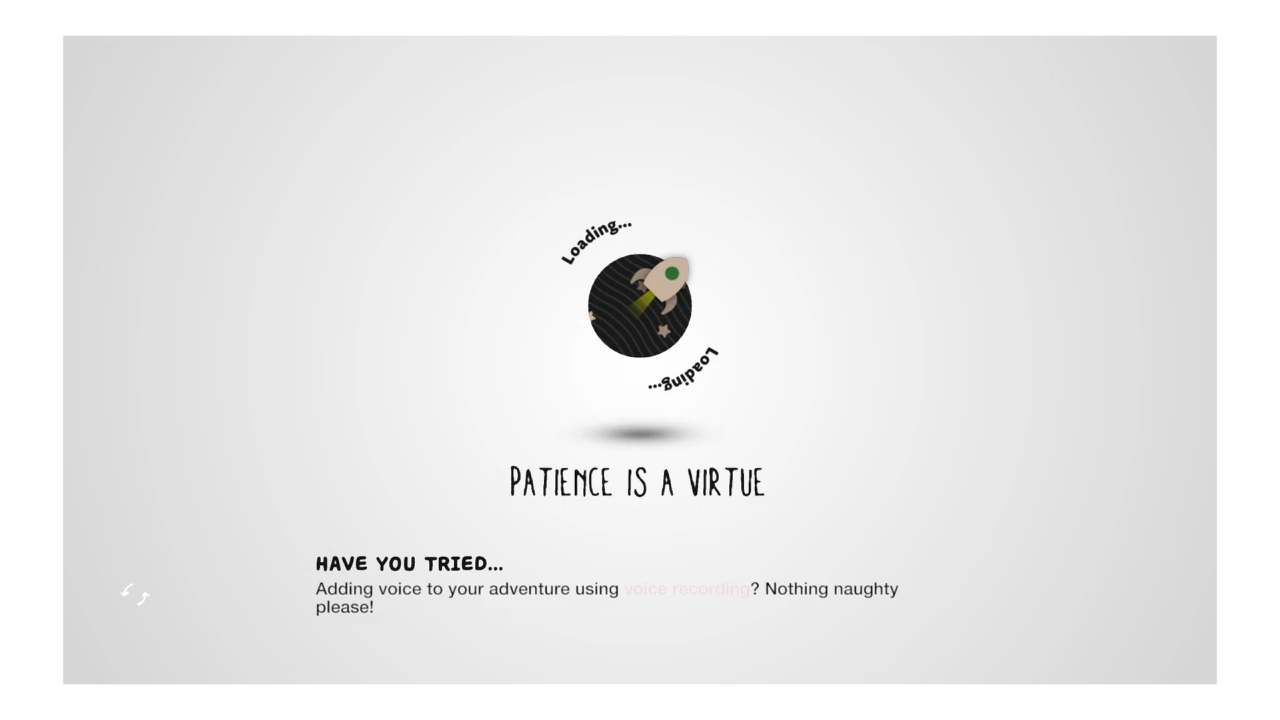 Loading...
Loading...
PATIENCE IS A VIRTUE
HAVE YOU TRIED...
Adding voice to your adventure using voice recording? Nothing naughty
please!